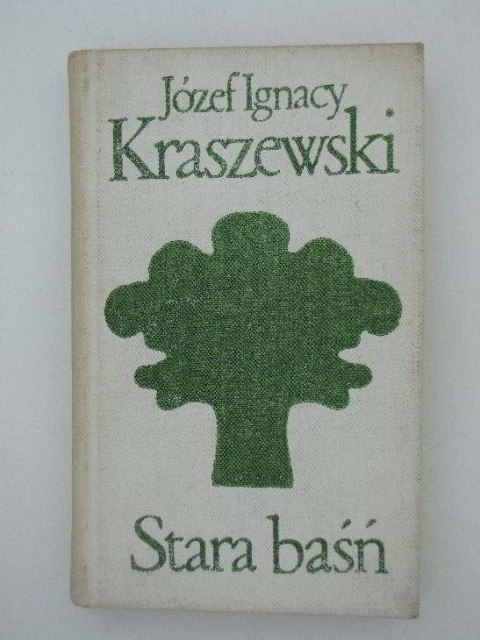 Józef Ignacy
Kraszewski
Stara baśń